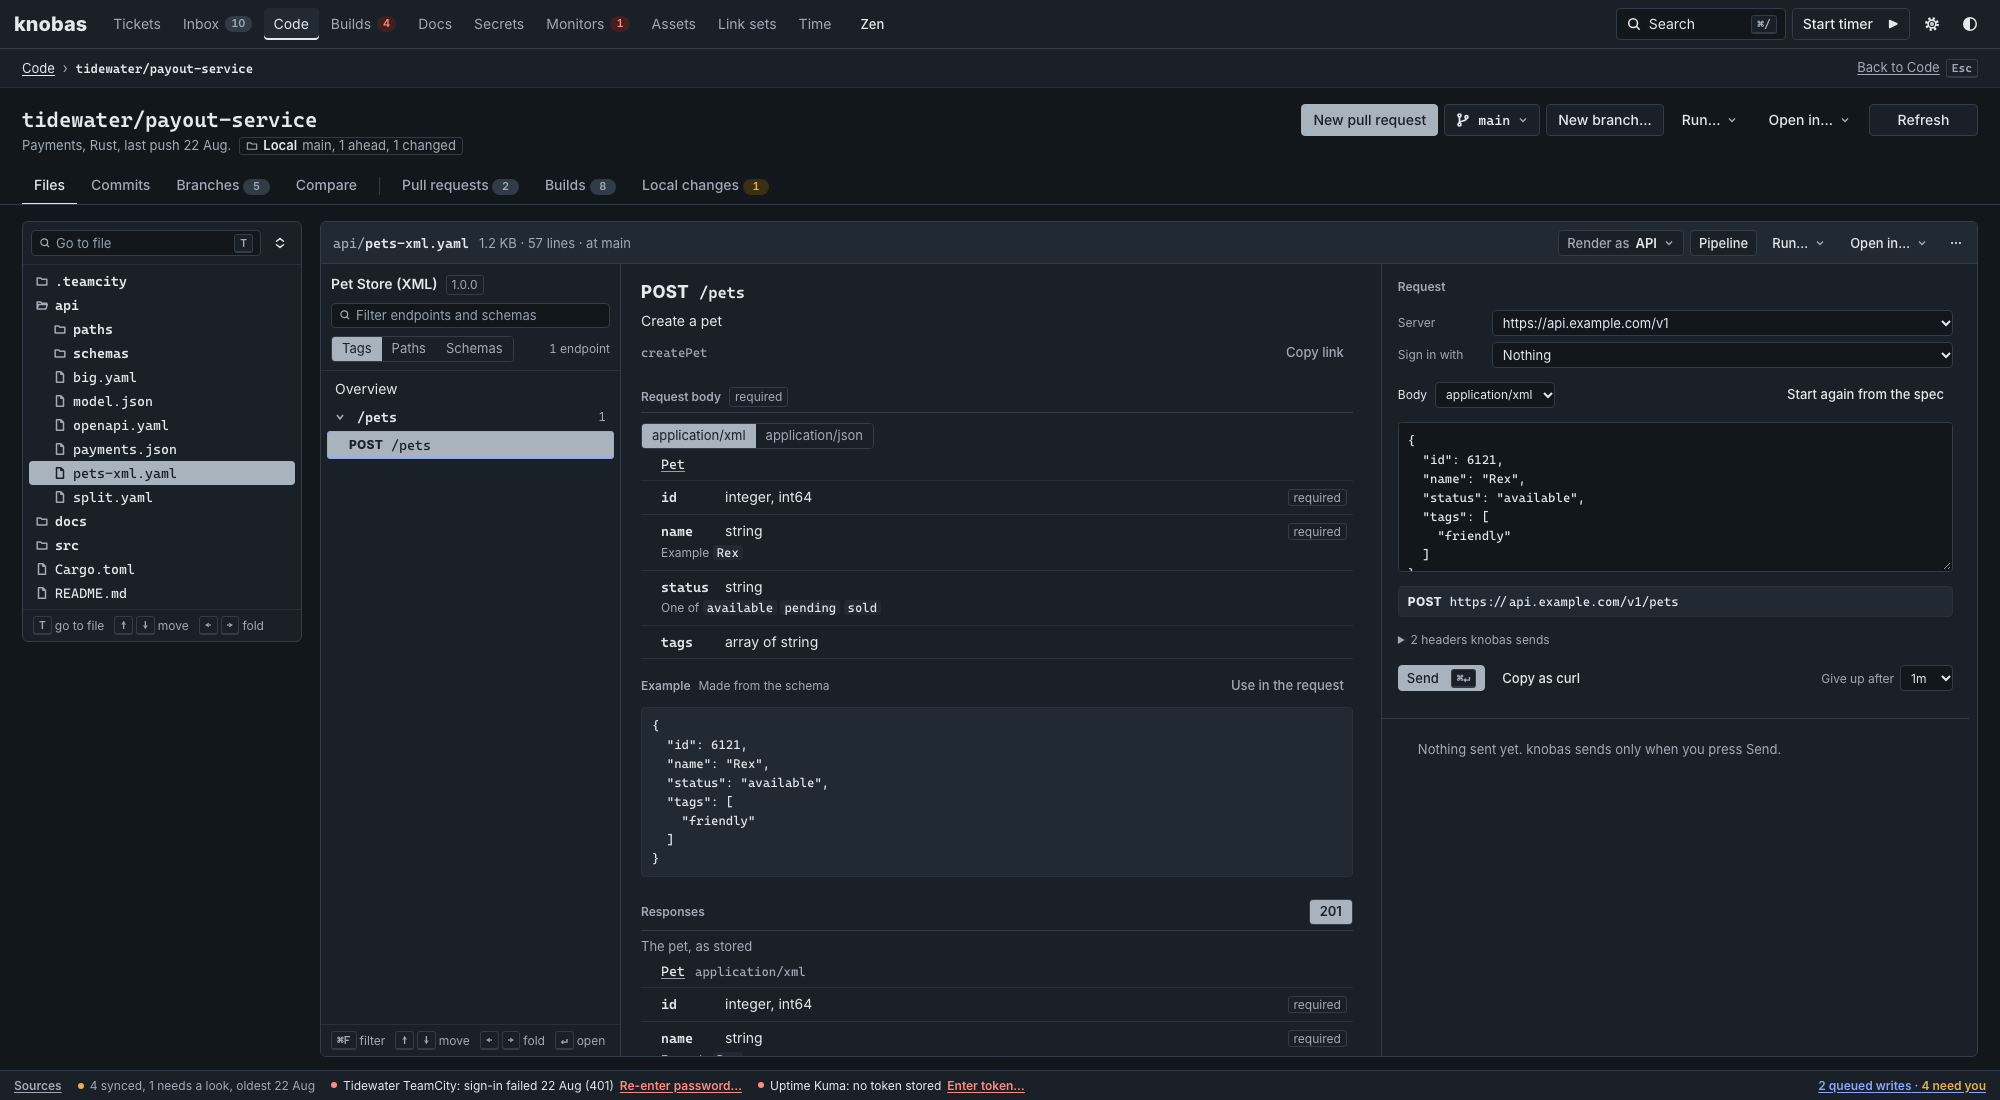 knobas Tickets Inbox 10 Code Builds 4 Docs Secrets Monitors 1 Assets Link sets Time Zen Search ⌘/ Start timer
Code › tidewater/payout-service Back to Code Esc
tidewater/payout-service
Payments, Rust, last push 22 Aug. Local main, 1 ahead, 1 changed
New pull request main New branch... Run... Open in... Refresh
Files Commits Branches 5 Compare Pull requests 2 Builds 8 Local changes 1
Go to file T
.teamcity
api
paths
schemas
big.yaml
model.json
openapi.yaml
payments.json
pets-xml.yaml
split.yaml
docs
src
Cargo.toml
README.md
T go to file ↑ ↓ move ← → fold
api/pets-xml.yaml 1.2 KB · 57 lines · at main
Render as API Pipeline Run... Open in... ···
Pet Store (XML) 1.0.0
Filter endpoints and schemas
Tags Paths Schemas 1 endpoint
Overview
/pets 1
POST /pets
⌘F filter ↑ ↓ move ← → fold ↵ open
POST /pets
Create a pet
createPet Copy link
Request body required
application/xml application/json
Pet
id integer, int64 required
name string required
Example Rex
status string
One of available pending sold
tags array of string
Example Made from the schema Use in the request
{
"id": 6121,
"name": "Rex",
"status": "available",
"tags": [
"friendly"
]
}
Responses 201
The pet, as stored
Pet application/xml
id integer, int64 required
name string required
Request
Server https://api.example.com/v1
Sign in with Nothing
Body application/xml Start again from the spec
{
"id": 6121,
"name": "Rex",
"status": "available",
"tags": [
"friendly"
]
POST https://api.example.com/v1/pets
2 headers knobas sends
Send ⌘↵ Copy as curl Give up after 1m
Nothing sent yet. knobas sends only when you press Send.
Sources 4 synced, 1 needs a look, oldest 22 Aug Tidewater TeamCity: sign-in failed 22 Aug (401) Re-enter password... Uptime Kuma: no token stored Enter token... 2 queued writes · 4 need you